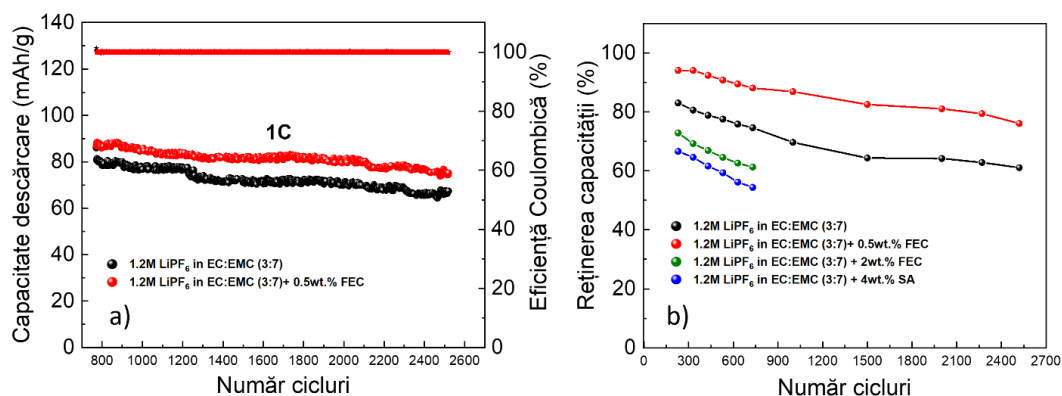 Capacitate descărcare (mAh/g)
140
120
100
80
60
40
20
0
1C
1.2M LiPF₆ in EC:EMC (3:7)
1.2M LiPF₆ in EC:EMC (3:7)+ 0.5wt.% FEC
a)
800 1000 1200 1400 1600 1800 2000 2200 2400 2600
Număr cicluri
100
80
60
40
20
0
Eficiență Coulombică (%)
Reținerea capacității (%)
100
80
60
40
20
0
1.2M LiPF₆ in EC:EMC (3:7)
1.2M LiPF₆ in EC:EMC (3:7)+ 0.5wt.% FEC
1.2M LiPF₆ in EC:EMC (3:7) + 2wt.% FEC
1.2M LiPF₆ in EC:EMC (3:7) + 4wt.% SA
b)
0 300 600 900 1200 1500 1800 2100 2400 2700
Număr cicluri